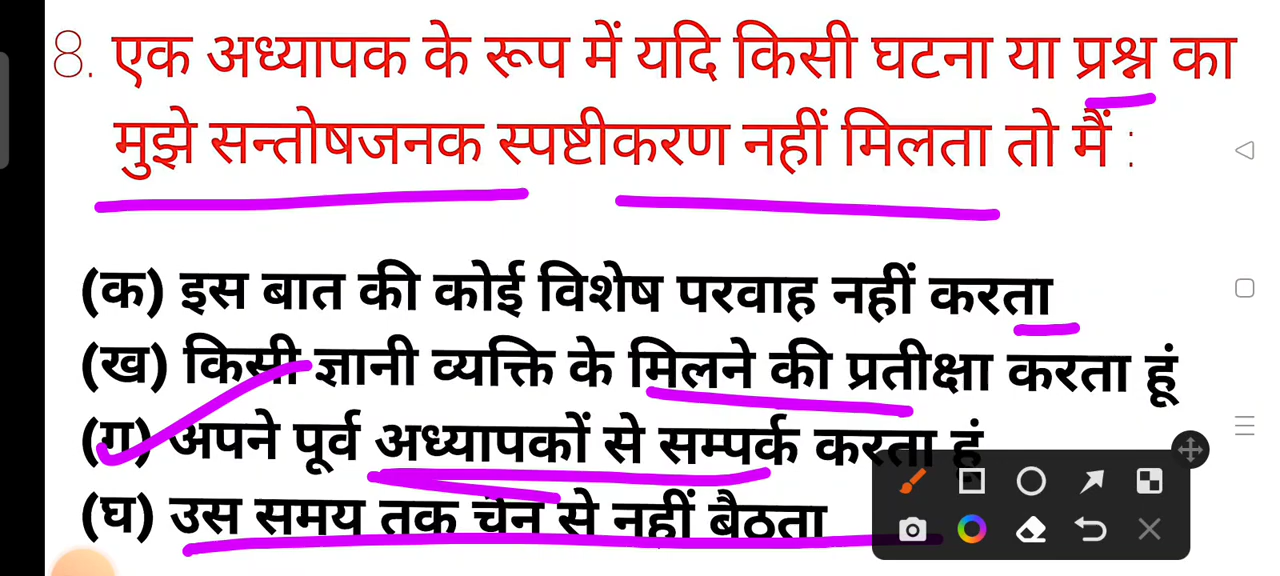 8. एक अध्यापक के रूप में यदि किसी घटना या प्रश्न का
मुझे सन्तोषजनक स्पष्टीकरण नहीं मिलता तो मैं :
(क) इस बात की कोई विशेष परवाह नहीं करता
(ख) किसी ज्ञानी व्यक्ति के मिलने की प्रतीक्षा करता हूं
(ग) अपने पूर्व अध्यापकों से सम्पर्क करता हूं
(घ) उस समय तक चैन से नहीं बैठता